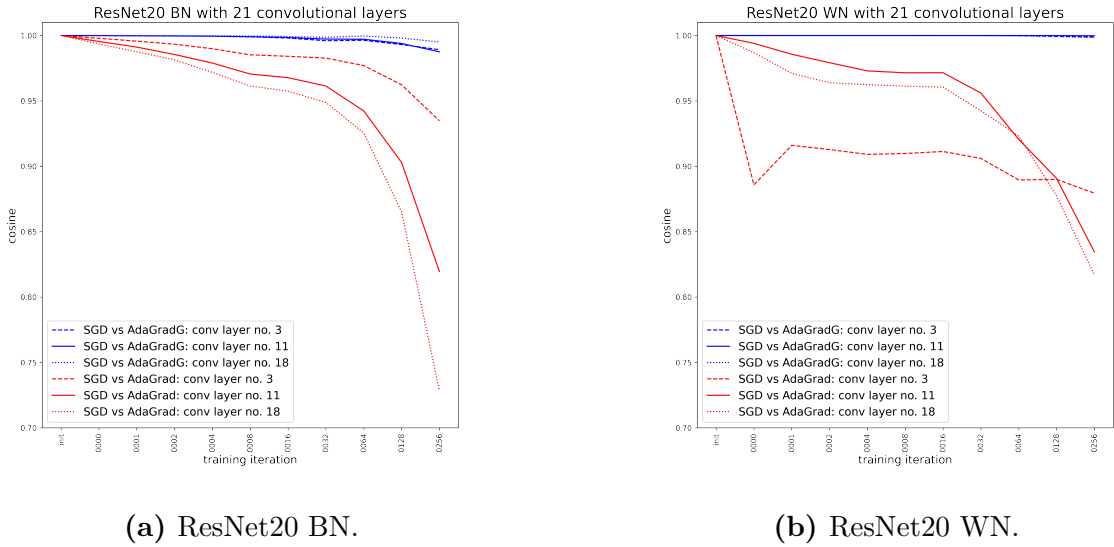 ResNet20 BN with 21 convolutional layers
1.00
0.95
0.90
0.85
0.80
0.75
0.70
cosine
SGD vs AdaGradG: conv layer no. 3
SGD vs AdaGradG: conv layer no. 11
SGD vs AdaGradG: conv layer no. 18
SGD vs AdaGrad: conv layer no. 3
SGD vs AdaGrad: conv layer no. 11
SGD vs AdaGrad: conv layer no. 18
init
0000
0001
0002
0004
0008
0016
0032
0064
0128
0256
training iteration
(a) ResNet20 BN.
ResNet20 WN with 21 convolutional layers
1.00
0.95
0.90
0.85
0.80
0.75
0.70
cosine
SGD vs AdaGradG: conv layer no. 3
SGD vs AdaGradG: conv layer no. 11
SGD vs AdaGradG: conv layer no. 18
SGD vs AdaGrad: conv layer no. 3
SGD vs AdaGrad: conv layer no. 11
SGD vs AdaGrad: conv layer no. 18
init
0000
0001
0002
0004
0008
0016
0032
0064
0128
0256
training iteration
(b) ResNet20 WN.